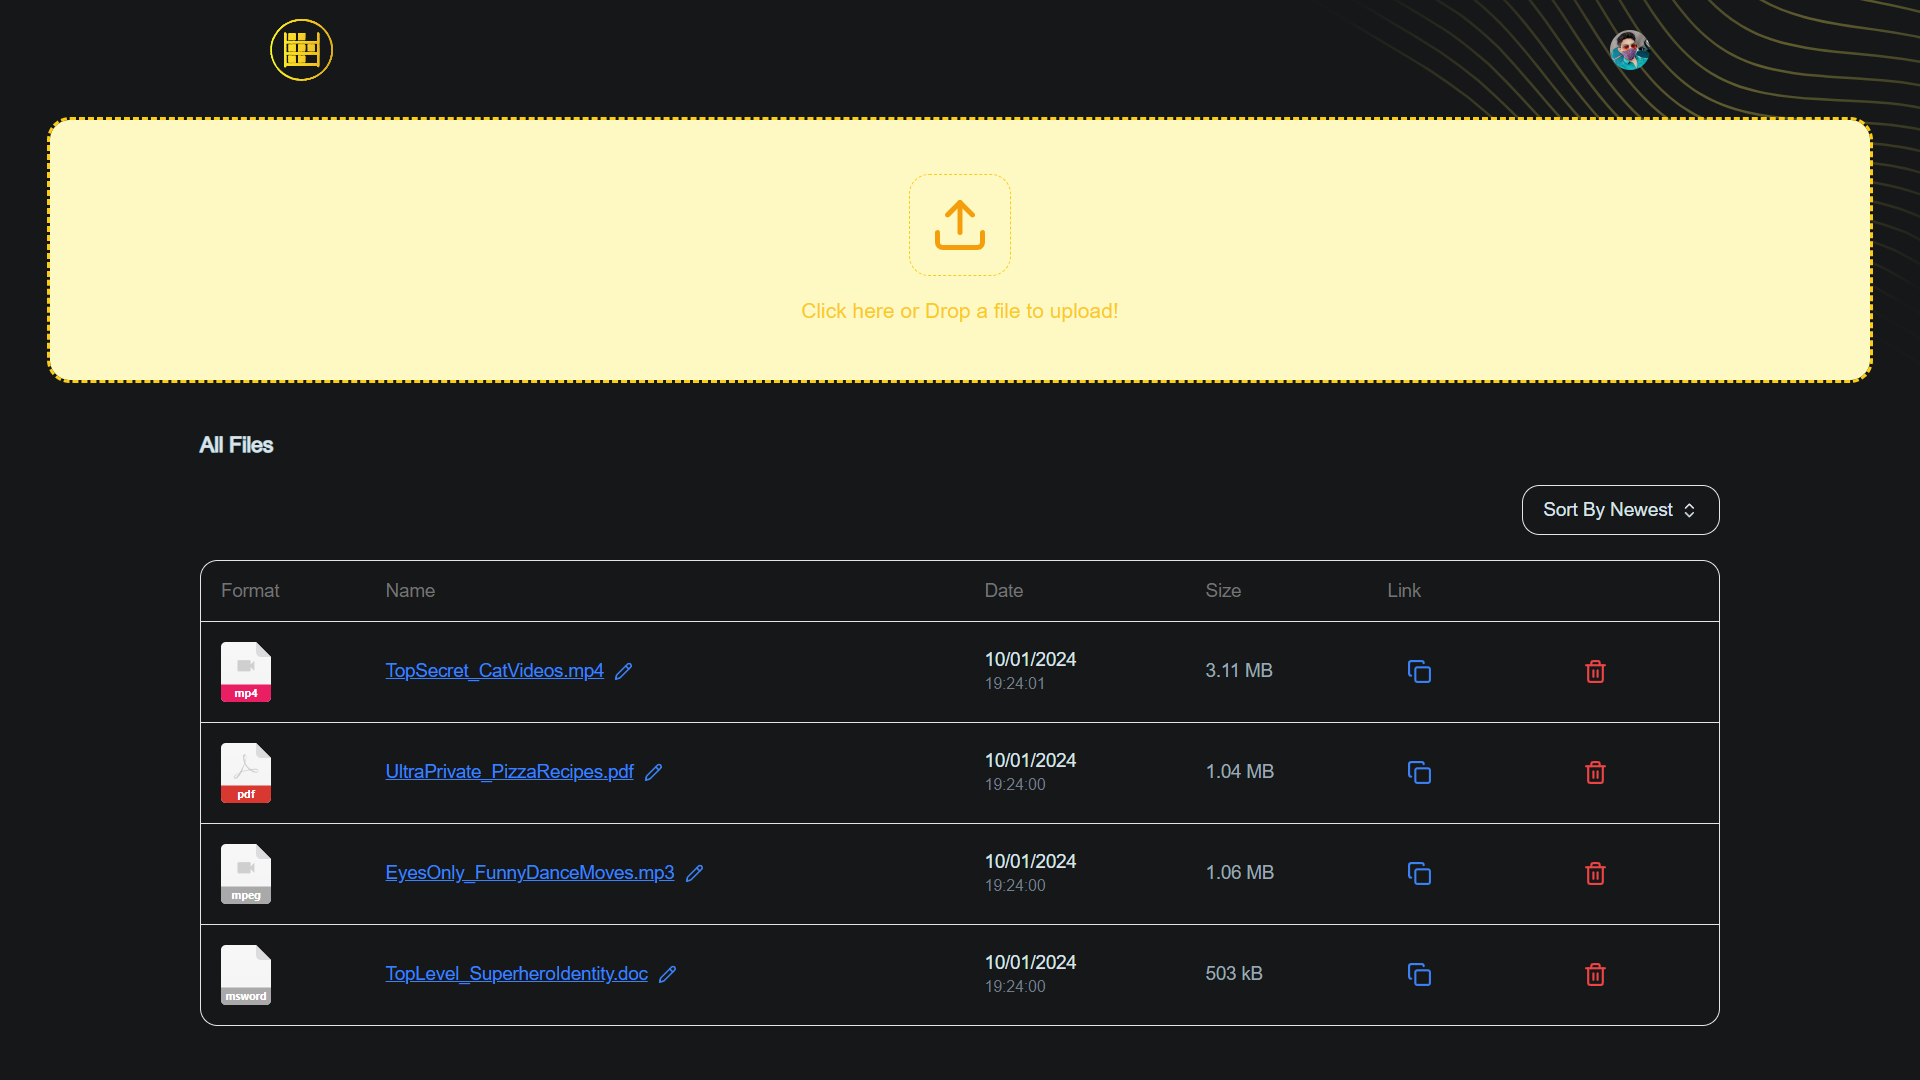 Click here or Drop a file to upload!
All Files
Sort By Newest
Format Name Date Size Link
mp4 TopSecret_CatVideos.mp4 10/01/2024 19:24:01 3.11 MB
pdf UltraPrivate_PizzaRecipes.pdf 10/01/2024 19:24:00 1.04 MB
mpeg EyesOnly_FunnyDanceMoves.mp3 10/01/2024 19:24:00 1.06 MB
msword TopLevel_SuperheroIdentity.doc 10/01/2024 19:24:00 503 kB